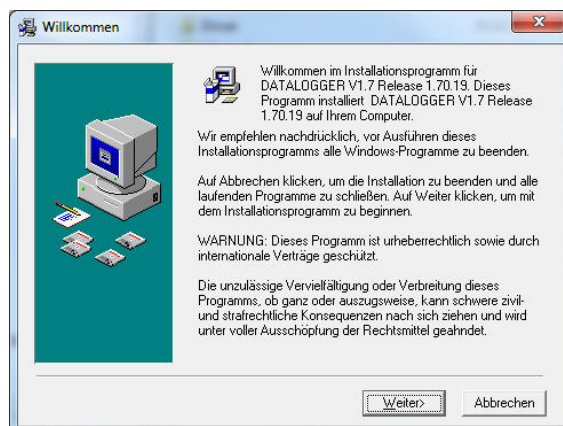 Willkommen
Willkommen im Installationsprogramm für
DATALOGGER V1.7 Release 1.70.19. Dieses
Programm installiert DATALOGGER V1.7 Release
1.70.19 auf Ihrem Computer.
Wir empfehlen nachdrücklich, vor Ausführen dieses
Installationsprogramms alle Windows-Programme zu beenden.
Auf Abbrechen klicken, um die Installation zu beenden und alle
laufenden Programme zu schließen. Auf Weiter klicken, um mit
dem Installationsprogramm zu beginnen.
WARNUNG: Dieses Programm ist urheberrechtlich sowie durch
internationale Verträge geschützt.
Die unzulässige Vervielfältigung oder Verbreitung dieses
Programms, ob ganz oder auszugsweise, kann schwere zivil-
und strafrechtliche Konsequenzen nach sich ziehen und wird
unter voller Ausschöpfung der Rechtsmittel geahndet.
Weiter>
Abbrechen